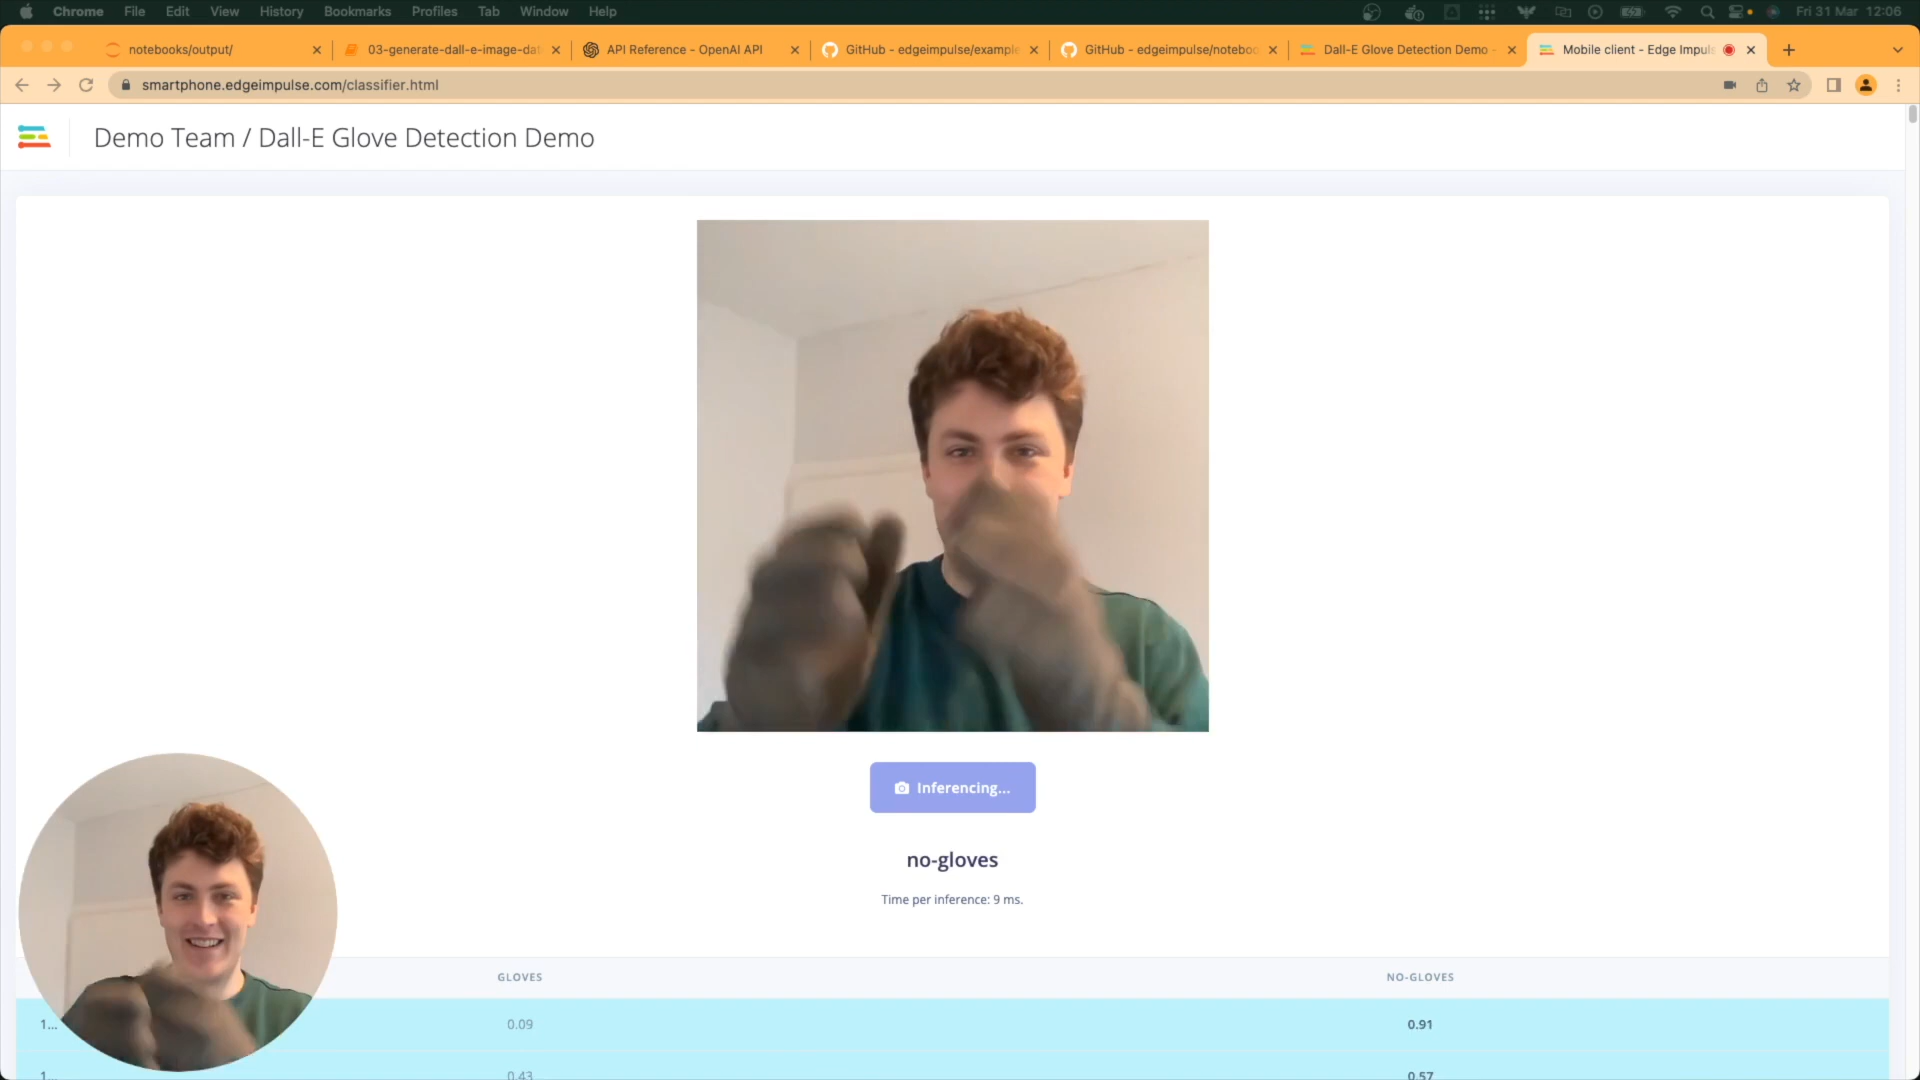 Chrome File Edit View History Bookmarks Profiles Tab Window Help Fri 31 Mar 12:06
notebooks/output/ 03-generate-dall-e-image-dat API Reference - OpenAI API GitHub - edgeimpulse/example GitHub - edgeimpulse/noteboo Dall-E Glove Detection Demo - Mobile client - Edge Impuls
smartphone.edgeimpulse.com/classifier.html
Demo Team / Dall-E Glove Detection Demo
Inferencing...
no-gloves
Time per inference: 9 ms.
GLOVES NO-GLOVES
1... 0.09 0.91
1... 0.43 0.57